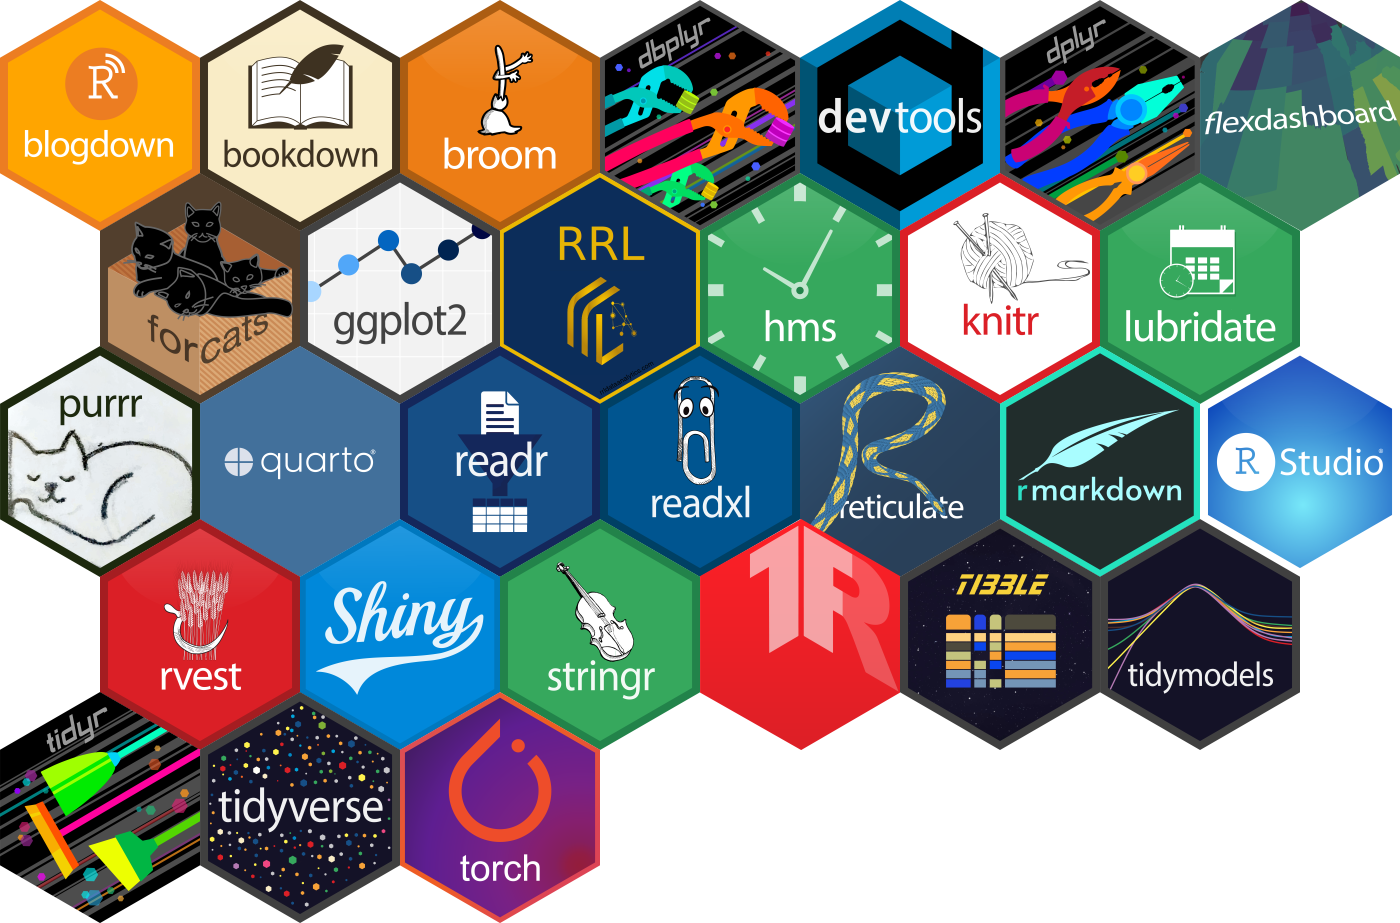 R
blogdown
bookdown
broom
dbplyr
devtools
dplyr
flexdashboard
forcats
ggplot2
RRL
hms
knitr
lubridate
purrr
quarto
readr
readxl
reticulate
rmarkdown
R Studio
rvest
Shiny
stringr
TIBBLE
tidymodels
tidyr
tidyverse
torch